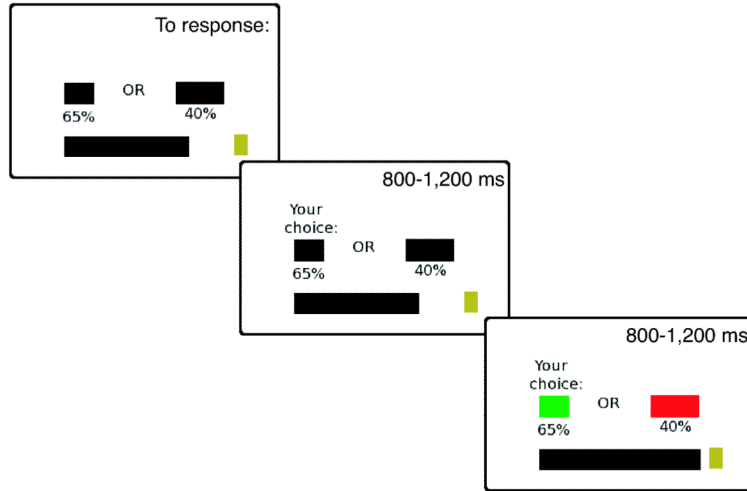 To response:
OR
65% 40%
800-1,200 ms
Your
choice:
OR
65% 40%
800-1,200 ms
Your
choice:
OR
65% 40%